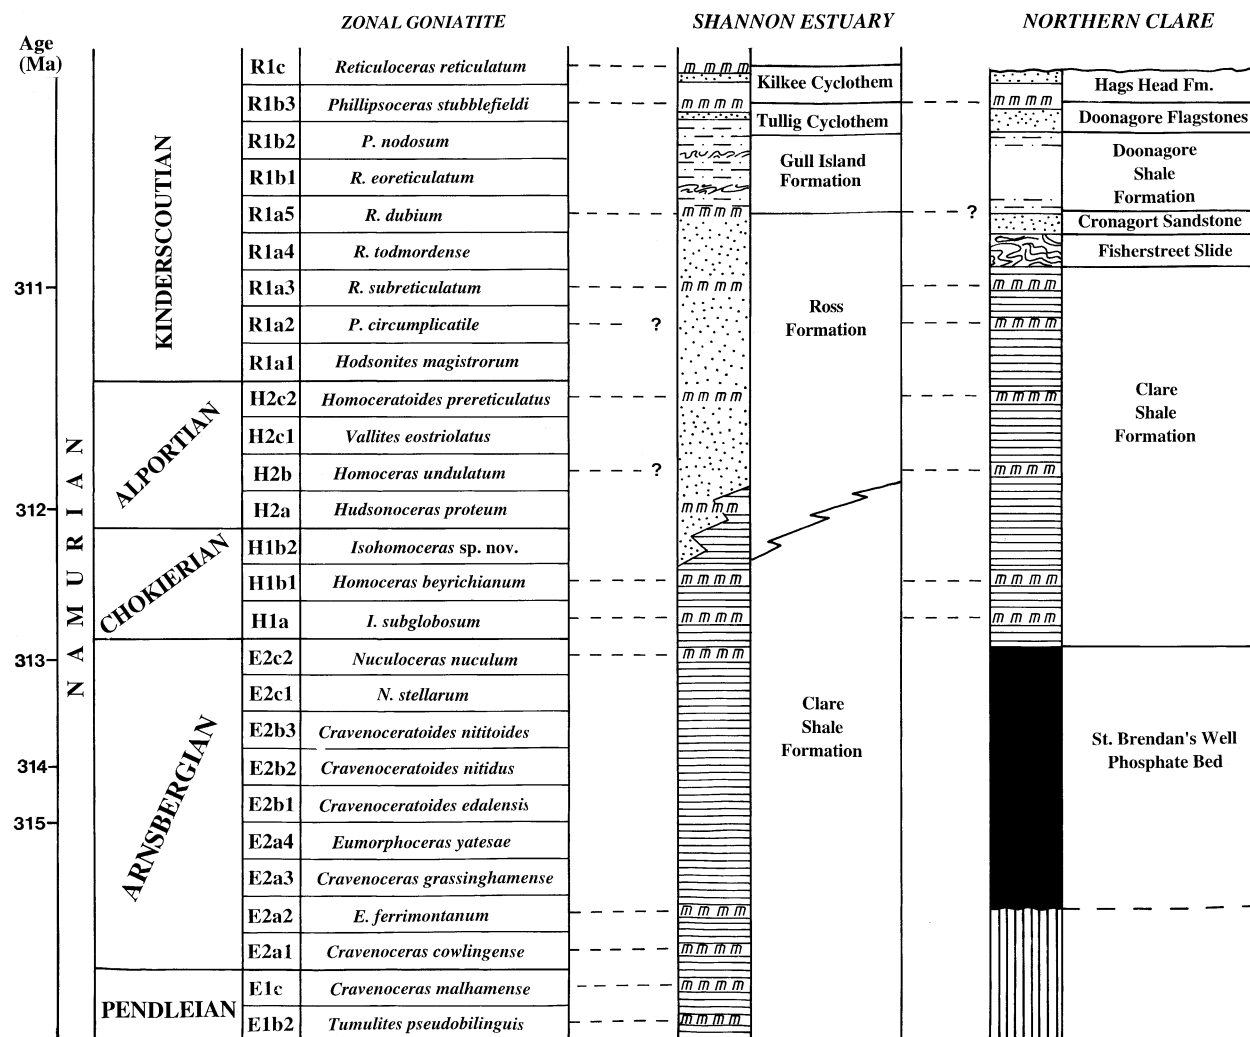 ZONAL GONIATITE
SHANNON ESTUARY
NORTHERN CLARE
Age
(Ma)
311
312
313
314
315
NAMURIAN
KINDERSCOUTIAN
ALPORTIAN
CHOKIERIAN
ARNSBERGIAN
PENDLEIAN
R1c Reticuloceras reticulatum
R1b3 Phillipsoceras stubblefieldi
R1b2 P. nodosum
R1b1 R. eoreticulatum
R1a5 R. dubium
R1a4 R. todmordense
R1a3 R. subreticulatum
R1a2 P. circumplicatile
R1a1 Hodsonites magistrorum
H2c2 Homoceratoides prereticulatus
H2c1 Vallites eostriolatus
H2b Homoceras undulatum
H2a Hudsonoceras proteum
H1b2 Isohomoceras sp. nov.
H1b1 Homoceras beyrichianum
H1a I. subglobosum
E2c2 Nuculoceras nuculum
E2c1 N. stellarum
E2b3 Cravenoceratoides nititoides
E2b2 Cravenoceratoides nitidus
E2b1 Cravenoceratoides edalensis
E2a4 Eumorphoceras yatesae
E2a3 Cravenoceras grassinghamense
E2a2 E. ferrimontanum
E2a1 Cravenoceras cowlingense
E1c Cravenoceras malhamense
E1b2 Tumulites pseudobilinguis
?
?
m m m m
m m m m
m m m m
m m m m
m m m m
m m m m
m m m m
m m m m
m m m m
m m m m
m m m m
m m m m
m m m m
Kilkee Cyclothem
Tullig Cyclothem
Gull Island
Formation
Ross
Formation
Clare
Shale
Formation
?
m m m m
m m m m
m m m m
m m m m
m m m m
m m m m
m m m m
Hags Head Fm.
Doonagore Flagstones
Doonagore
Shale
Formation
Cronagort Sandstone
Fisherstreet Slide
Clare
Shale
Formation
St. Brendan's Well
Phosphate Bed